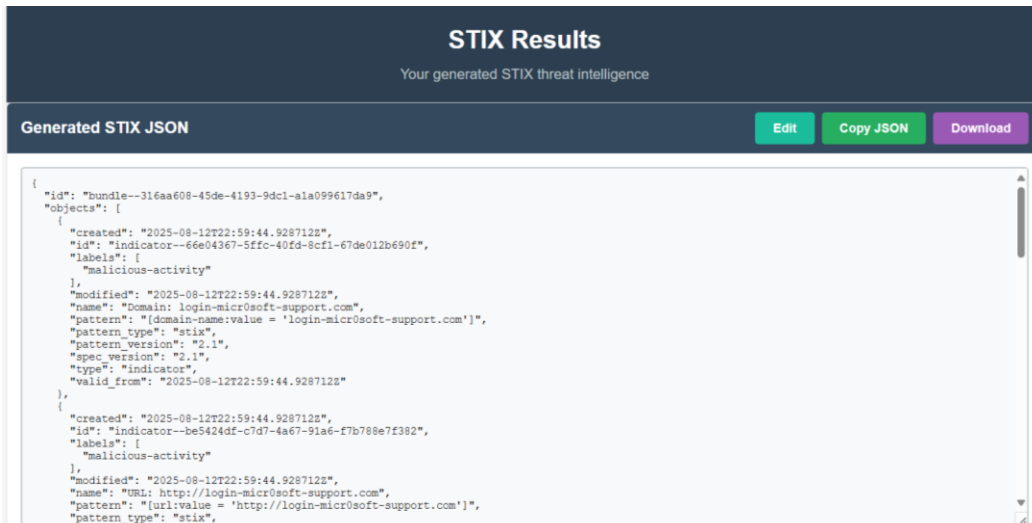 STIX Results
Your generated STIX threat intelligence
Generated STIX JSON
Edit
Copy JSON
Download
{
  "id": "bundle--316aa608-45de-4193-9dc1-a1a099617da9",
  "objects": [
    {
      "created": "2025-08-12T22:59:44.928712Z",
      "id": "indicator--66e04367-5ffc-40fd-8cf1-67de012b690f",
      "labels": [
        "malicious-activity"
      ],
      "modified": "2025-08-12T22:59:44.928712Z",
      "name": "Domain: login-micr0soft-support.com",
      "pattern": "[domain-name:value = 'login-micr0soft-support.com']",
      "pattern_type": "stix",
      "pattern_version": "2.1",
      "spec_version": "2.1",
      "type": "indicator",
      "valid_from": "2025-08-12T22:59:44.928712Z"
    },
    {
      "created": "2025-08-12T22:59:44.928712Z",
      "id": "indicator--be5424df-c7d7-4a67-91a6-f7b788e7f382",
      "labels": [
        "malicious-activity"
      ],
      "modified": "2025-08-12T22:59:44.928712Z",
      "name": "URL: http://login-micr0soft-support.com",
      "pattern": "[url:value = 'http://login-micr0soft-support.com']",
      "pattern_type": "stix",